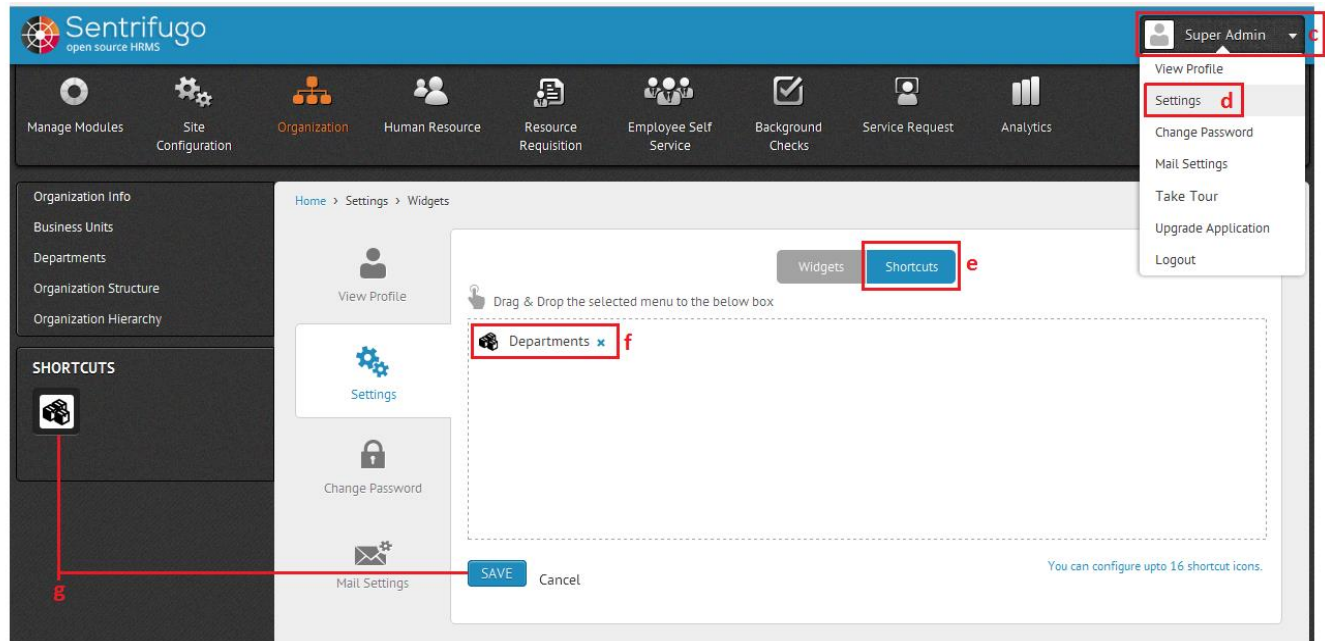 Sentrifugo
open source HRMS
Super Admin c
View Profile
Settings d
Change Password
Mail Settings
Take Tour
Upgrade Application
Logout
Manage Modules
Site
Configuration
Organization
Human Resource
Resource
Requisition
Employee Self
Service
Background
Checks
Service Request
Analytics
Organization Info
Business Units
Departments
Organization Structure
Organization Hierarchy
SHORTCUTS
g
Home > Settings > Widgets
View Profile
Settings
Change Password
Mail Settings
Widgets Shortcuts e
Drag & Drop the selected menu to the below box
Departments x f
SAVE Cancel
You can configure upto 16 shortcut icons.